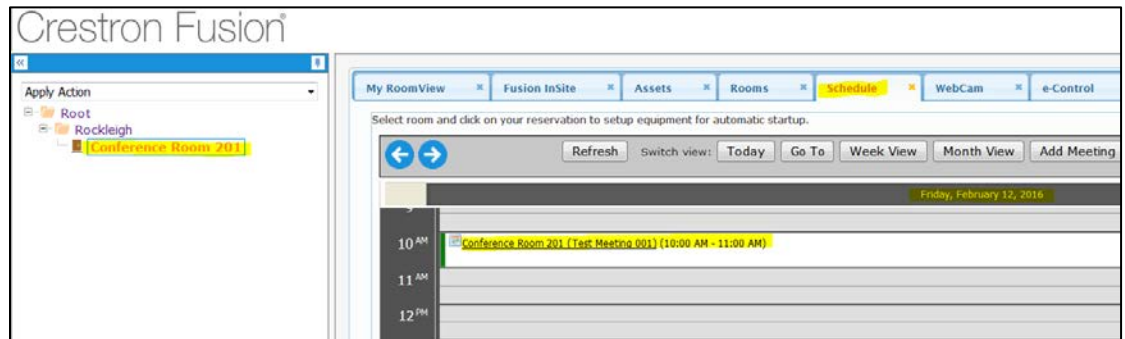 Crestron Fusion®
Apply Action
Root
Rockleigh
Conference Room 201
My RoomView Fusion InSite Assets Rooms Schedule WebCam e-Control
Select room and click on your reservation to setup equipment for automatic startup.
Refresh Switch view: Today Go To Week View Month View Add Meeting
Friday, February 12, 2016
10 AM Conference Room 201 (Test Meeting 001) (10:00 AM - 11:00 AM)
11 AM
12 PM